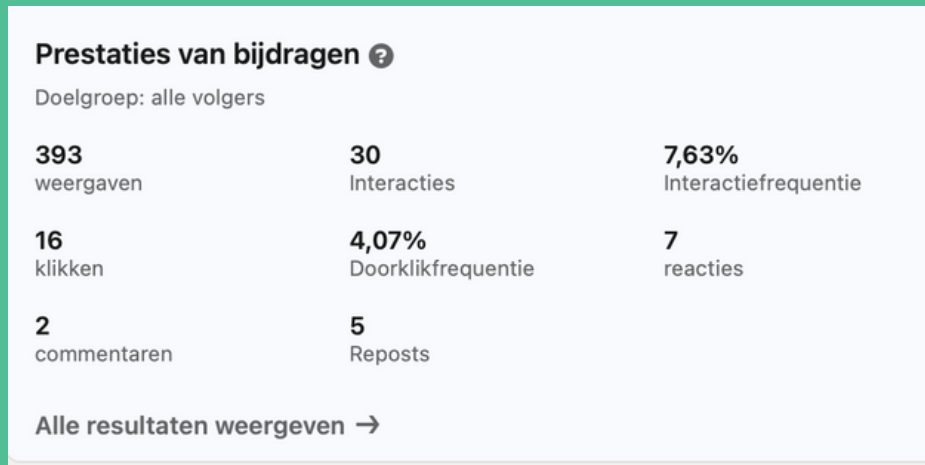 Prestaties van bijdragen ?
Doelgroep: alle volgers
393
weergaven
30
Interacties
7,63%
Interactiefrequentie
16
klikken
4,07%
Doorklikfrequentie
7
reacties
2
commentaren
5
Reposts
Alle resultaten weergeven →